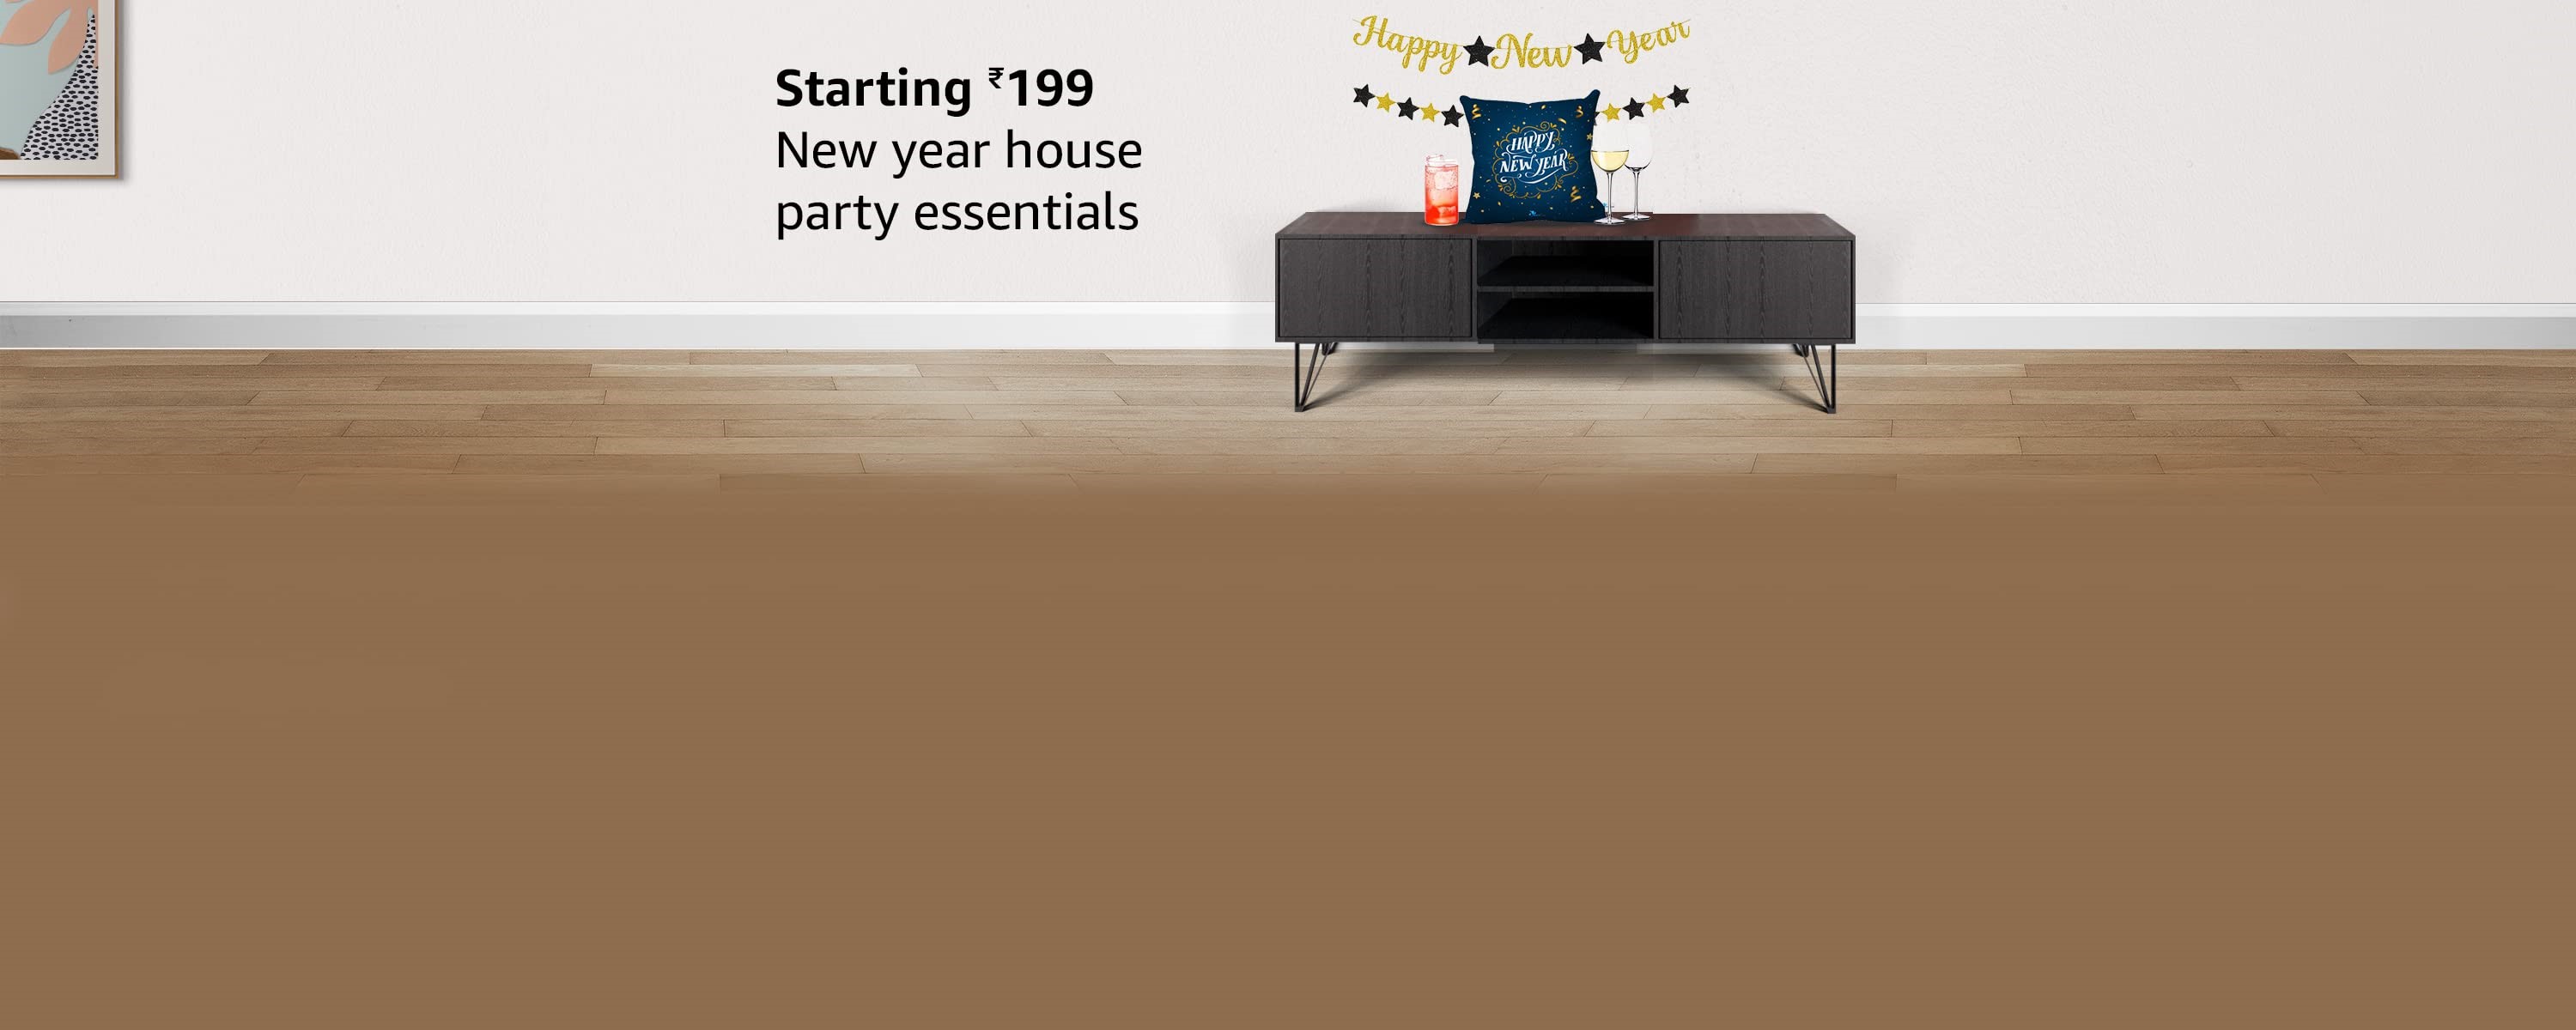 Happy New Year
Starting ₹199
New year house
party essentials
HAPPY
NEW YEAR